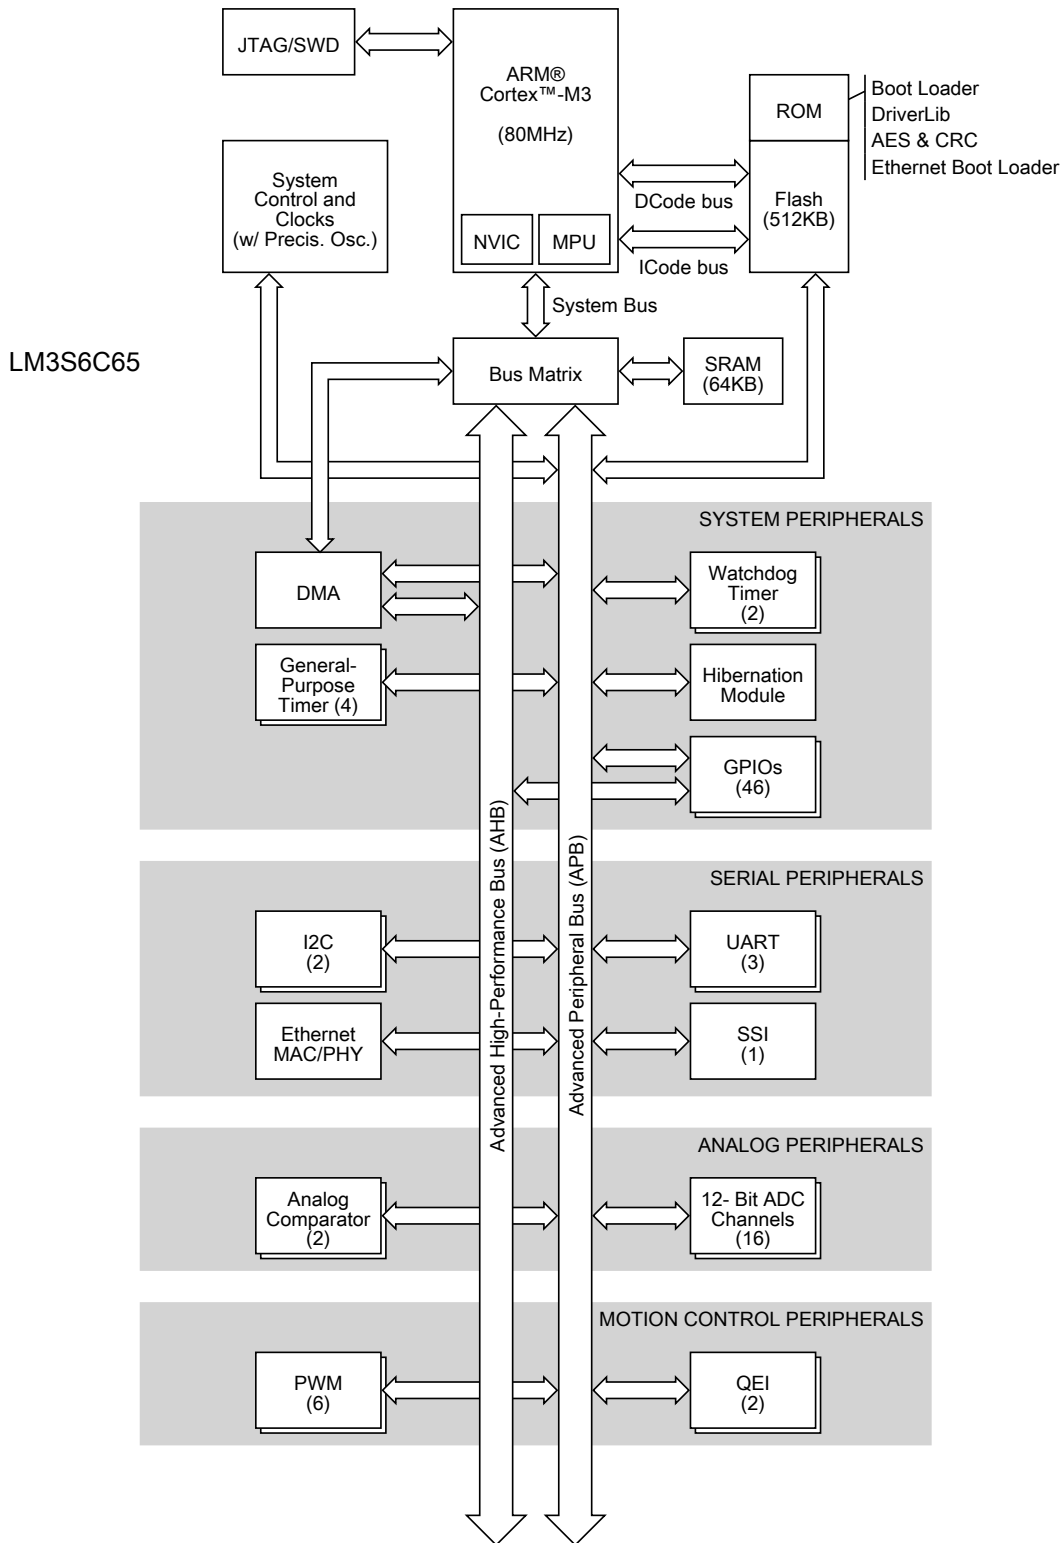 JTAG/SWD
ARM®
Cortex™-M3
(80MHz)
NVIC
MPU
ROM
Boot Loader
DriverLib
AES & CRC
Ethernet Boot Loader
Flash
(512KB)
DCode bus
ICode bus
System
Control and
Clocks
(w/ Precis. Osc.)
System Bus
LM3S6C65
Bus Matrix
SRAM
(64KB)
SYSTEM PERIPHERALS
DMA
Watchdog
Timer
(2)
General-
Purpose
Timer (4)
Hibernation
Module
GPIOs
(46)
Advanced High-Performance Bus (AHB)
Advanced Peripheral Bus (APB)
SERIAL PERIPHERALS
I2C
(2)
UART
(3)
Ethernet
MAC/PHY
SSI
(1)
ANALOG PERIPHERALS
Analog
Comparator
(2)
12- Bit ADC
Channels
(16)
MOTION CONTROL PERIPHERALS
PWM
(6)
QEI
(2)